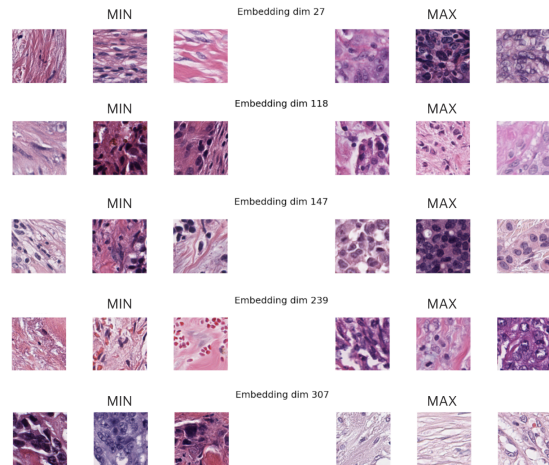 Embedding dim 27
MIN MAX
Embedding dim 118
MIN MAX
Embedding dim 147
MIN MAX
Embedding dim 239
MIN MAX
Embedding dim 307
MIN MAX